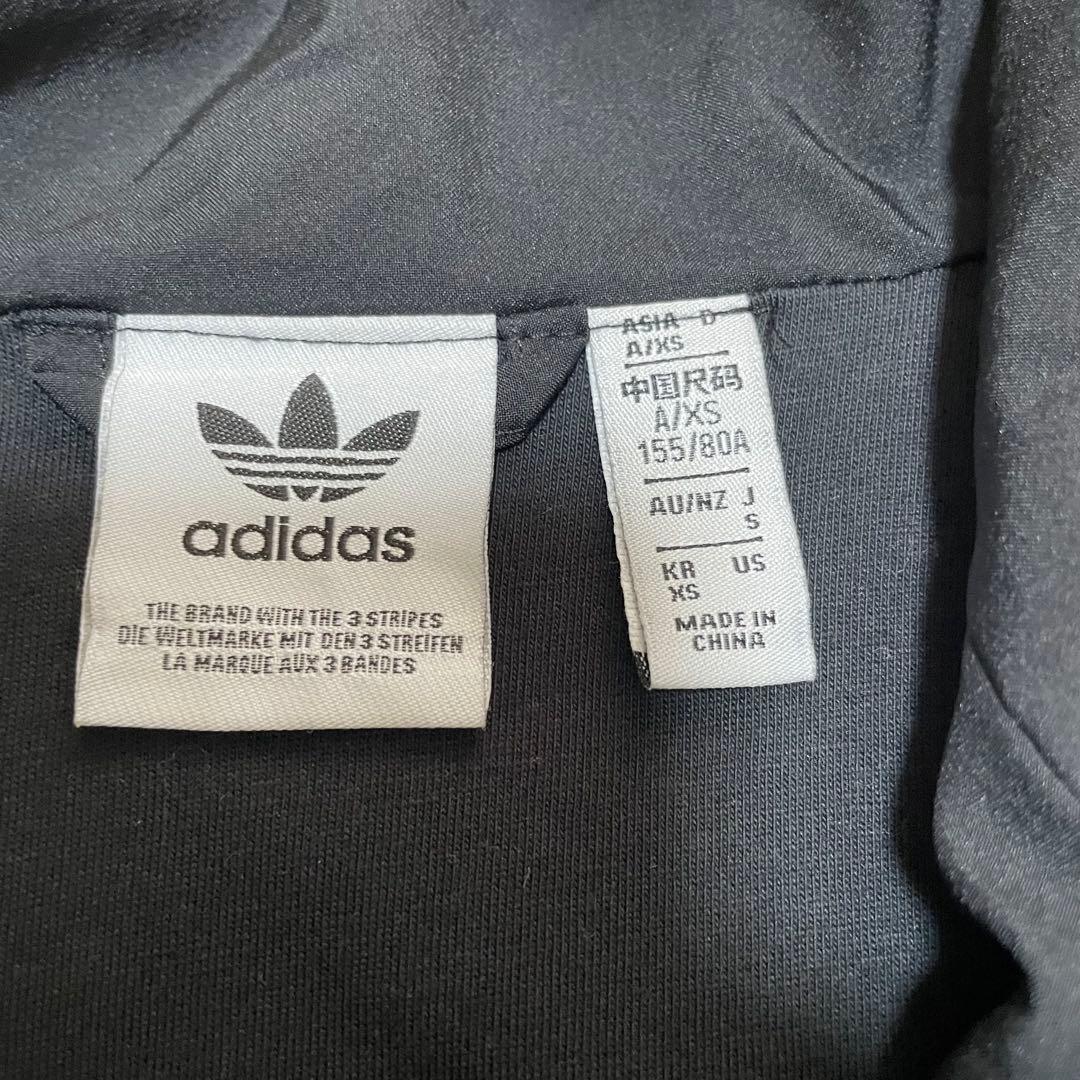 adidas
THE BRAND WITH THE 3 STRIPES
DIE WELTMARKE MIT DEN 3 STREIFEN
LA MARQUE AUX 3 BANDES
ASIA D
A/XS
中国尺码
A/XS
155/80A
AU/NZ J
S
KR US
XS
MADE IN
CHINA